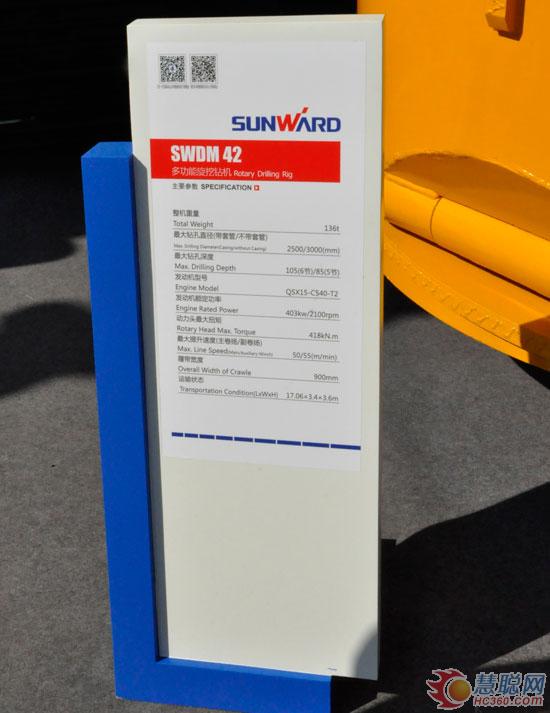 SUNWARD
SWDM 42
多功能旋挖钻机 Rotary Drilling Rig
主要参数 SPECIFICATION
整机重量
Total Weight 136t
最大钻孔直径(带套管/不带套管)
Max. Drilling Diameter(Casing/without Casing) 2500/3000(mm)
最大钻孔深度
Max. Drilling Depth 105(6节)/85(5节)
发动机型号
Engine Model QSX15-C540-T2
发动机额定功率
Engine Rated Power 403kw/2100rpm
动力头最大扭矩
Rotary Head Max. Torque 418kN.m
最大提升速度(主卷扬/副卷扬)
Max. Line Speed(Main/Auxiliary Winch) 50/55(m/min)
履带宽度
Overall Width of Crawle 900mm
运输状态
Transportation Condition(LxWxH) 17.06×3.4×3.6m
慧聪网
HC360.com